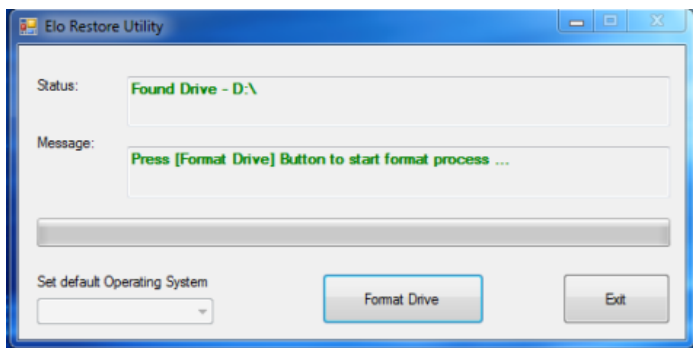 Elo Restore Utility
Status:
Found Drive - D:\
Message:
Press [Format Drive] Button to start format process ...
Set default Operating System
Format Drive
Exit